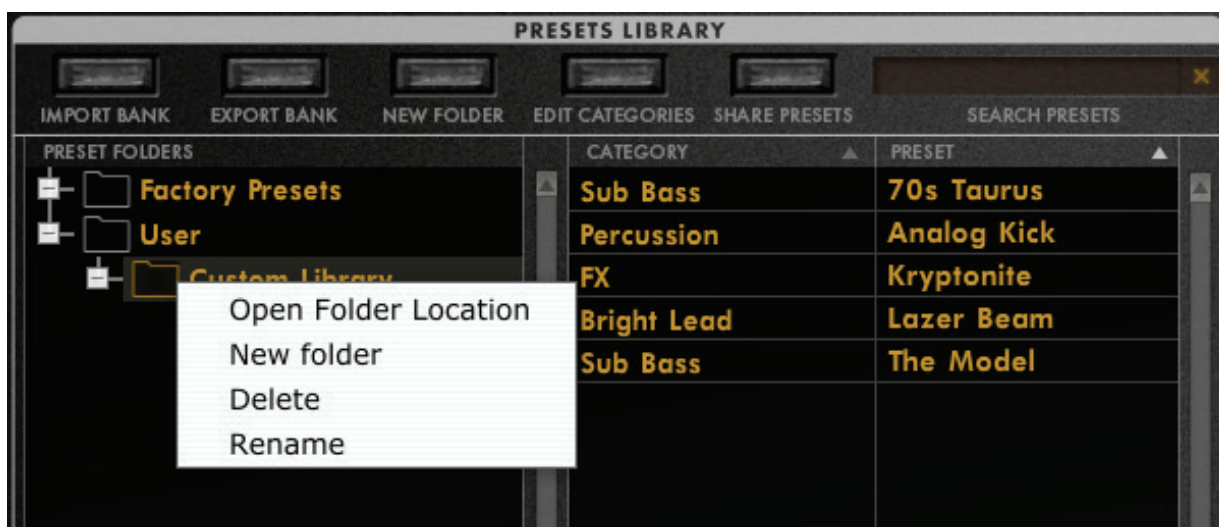 PRESETS LIBRARY
IMPORT BANK EXPORT BANK NEW FOLDER EDIT CATEGORIES SHARE PRESETS SEARCH PRESETS
PRESET FOLDERS CATEGORY PRESET
Factory Presets
User
Custom Library
Open Folder Location
New folder
Delete
Rename
Sub Bass 70s Taurus
Percussion Analog Kick
FX Kryptonite
Bright Lead Lazer Beam
Sub Bass The Model